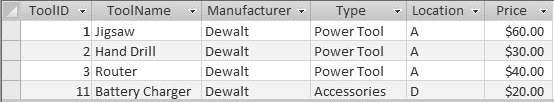 ToolID ToolName Manufacturer Type Location Price
1 Jigsaw Dewalt Power Tool A $60.00
2 Hand Drill Dewalt Power Tool A $30.00
3 Router Dewalt Power Tool A $40.00
11 Battery Charger Dewalt Accessories D $20.00